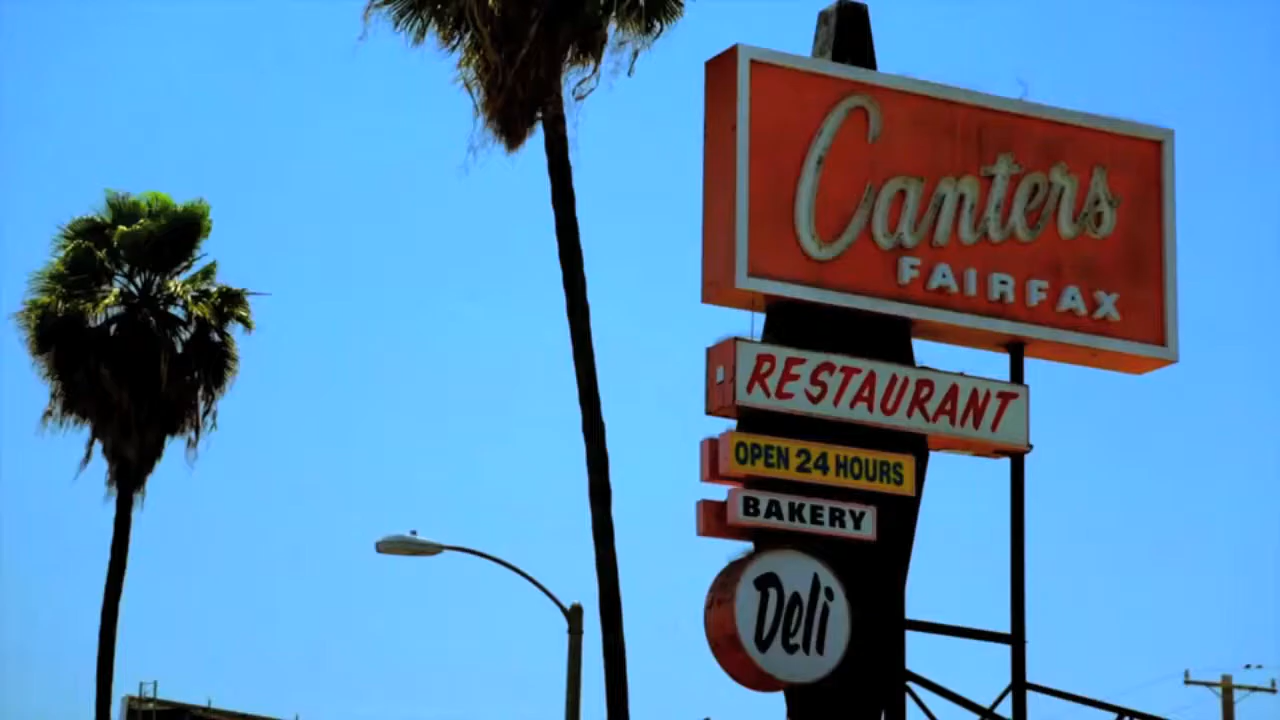 Canters
FAIRFAX
RESTAURANT
OPEN 24 HOURS
BAKERY
Deli